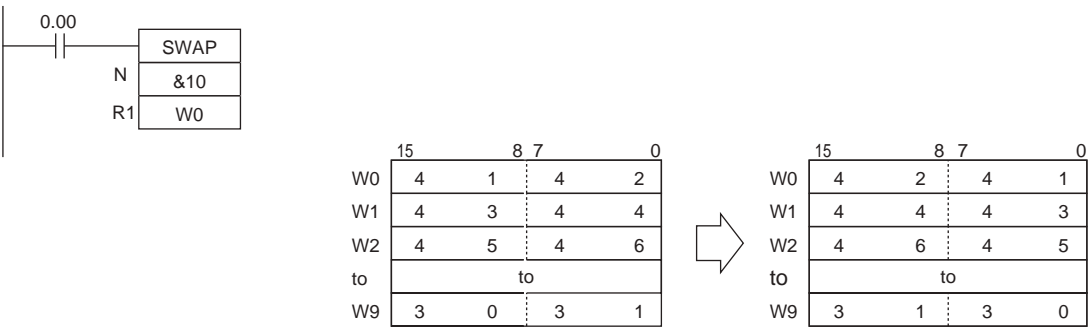 0.00
SWAP
N &10
R1 W0
15 8 7 0 15 8 7 0
W0 4 1 4 2 W0 4 2 4 1
W1 4 3 4 4 W1 4 4 4 3
W2 4 5 4 6 W2 4 6 4 5
to to to to
W9 3 0 3 1 W9 3 1 3 0